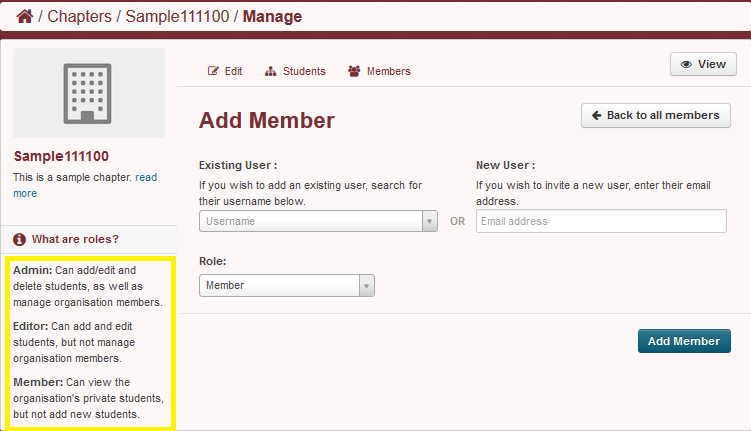 / Chapters / Sample111100 / Manage
Edit
Students
Members
View
Sample111100
This is a sample chapter. read
more
What are roles?
Admin: Can add/edit and
delete students, as well as
manage organisation members.
Editor: Can add and edit
students, but not manage
organisation members.
Member: Can view the
organisation's private students,
but not add new students.
Add Member
Back to all members
Existing User :
If you wish to add an existing user, search for
their username below.
Username
OR
New User :
If you wish to invite a new user, enter their email
address.
Email address
Role:
Member
Add Member